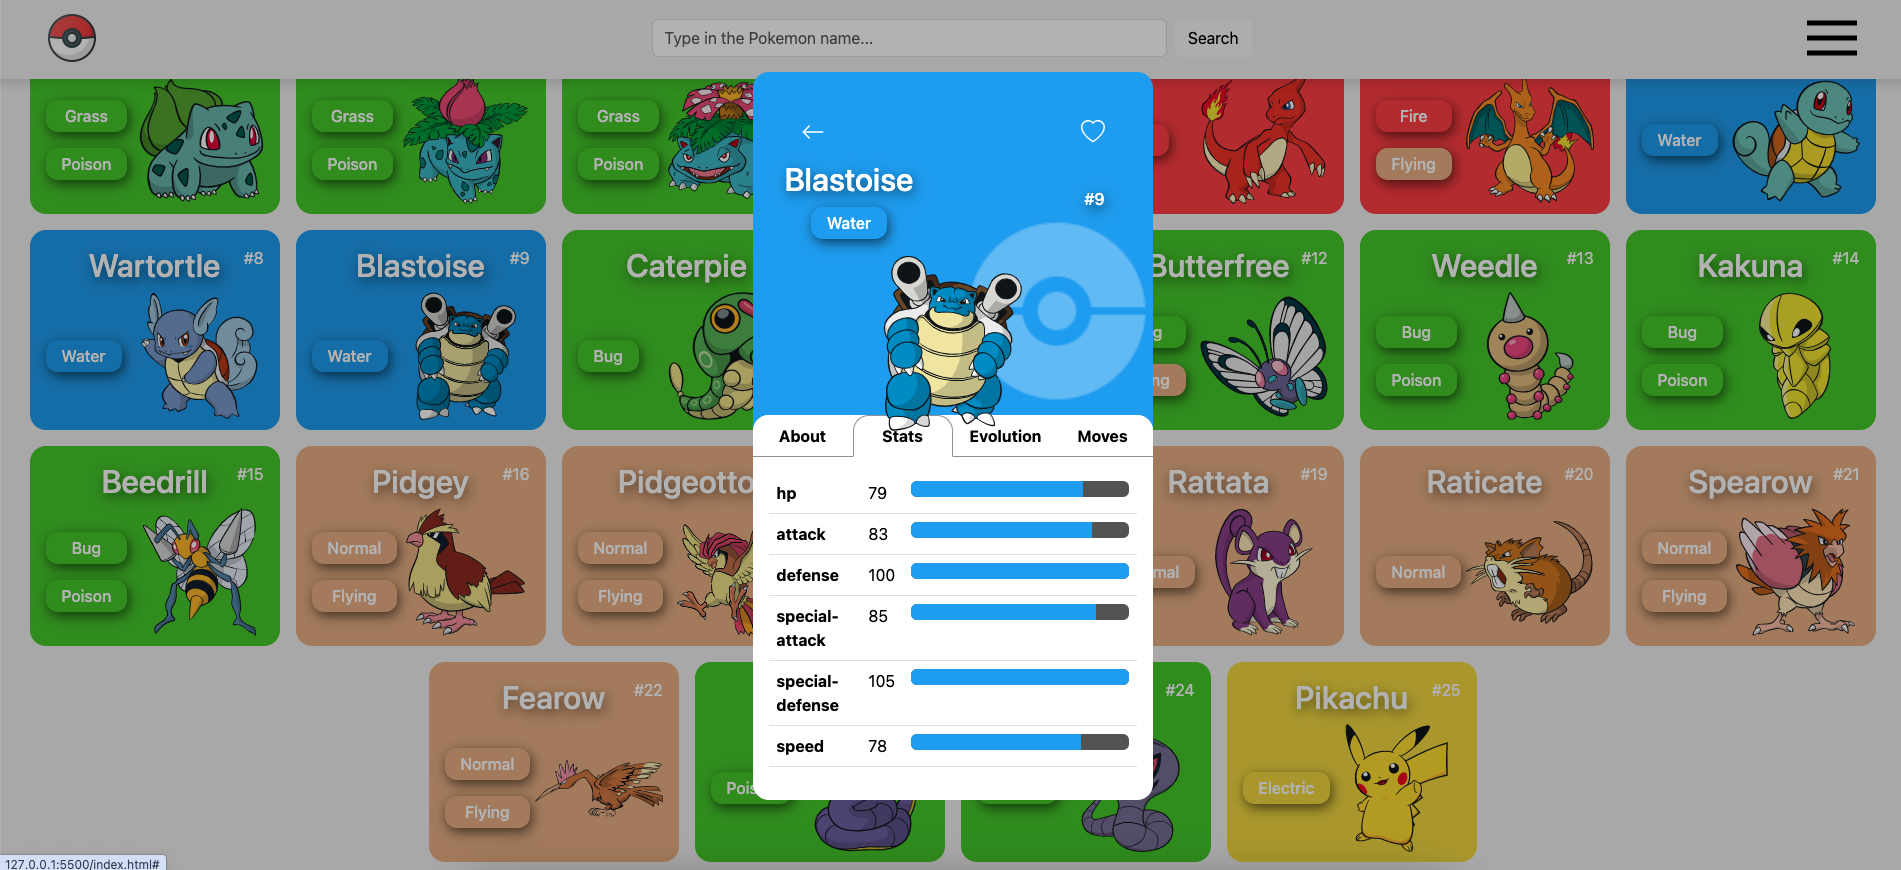 Type in the Pokemon name...
Search
Grass
Poison
Grass
Poison
Grass
Poison
Fire
Flying
Water
Wartortle
#8
Water
Blastoise
#9
Water
Caterpie
Bug
Butterfree
#12
Weedle
#13
Bug
Poison
Kakuna
#14
Bug
Poison
Beedrill
#15
Bug
Poison
Pidgey
#16
Normal
Flying
Pidgeotto
Normal
Flying
Rattata
#19
mal
Raticate
#20
Normal
Spearow
#21
Normal
Flying
Fearow
#22
Normal
Flying
Pois
#24
Pikachu
#25
Electric
Blastoise
#9
Water
About
Stats
Evolution
Moves
hp 79
attack 83
defense 100
special-
attack 85
special-
defense 105
speed 78
127.0.0.1:5500/index.html#